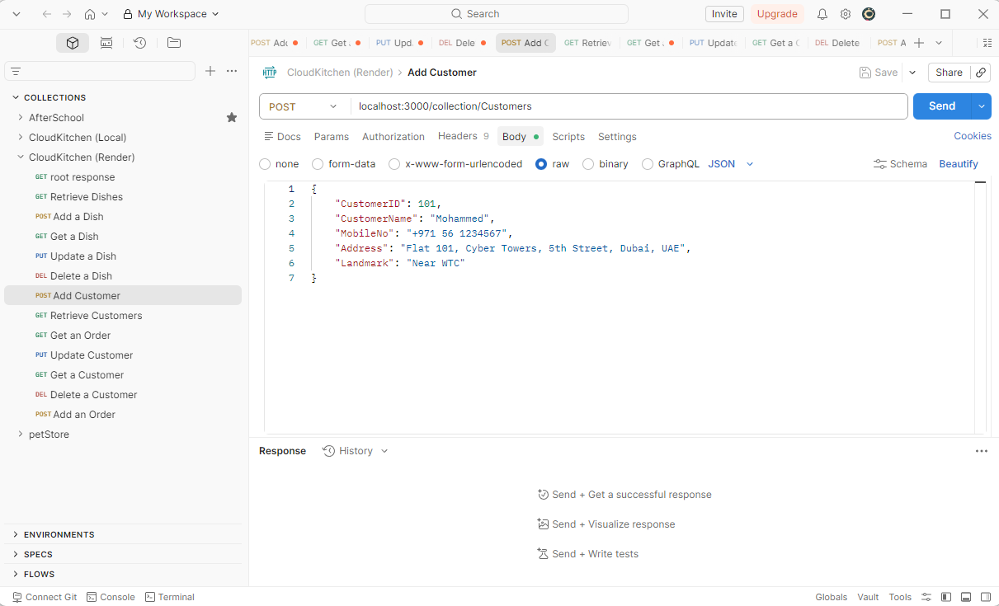 My Workspace
Search
Invite
Upgrade
POST Add
GET Get
PUT Upd
DEL Dele
POST Add C
GET Retriev
GET Get
PUT Update
GET Get a C
DEL Delete
POST A
HTTP CloudKitchen (Render) > Add Customer
Save
Share
COLLECTIONS
AfterSchool
CloudKitchen (Local)
CloudKitchen (Render)
GET root response
GET Retrieve Dishes
POST Add a Dish
GET Get a Dish
PUT Update a Dish
DEL Delete a Dish
POST Add Customer
GET Retrieve Customers
GET Get an Order
PUT Update Customer
GET Get a Customer
DEL Delete a Customer
POST Add an Order
petStore
ENVIRONMENTS
SPECS
FLOWS
POST localhost:3000/collection/Customers
Send
Docs Params Authorization Headers 9 Body Scripts Settings
Cookies
none form-data x-www-form-urlencoded raw binary GraphQL JSON
Schema Beautify
1 {
2 "CustomerID": 101,
3 "CustomerName": "Mohammed",
4 "MobileNo": "+971 56 1234567",
5 "Address": "Flat 101, Cyber Towers, 5th Street, Dubai, UAE",
6 "Landmark": "Near WTC"
7 }
Response History
Send + Get a successful response
Send + Visualize response
Send + Write tests
Connect Git Console Terminal
Globals Vault Tools